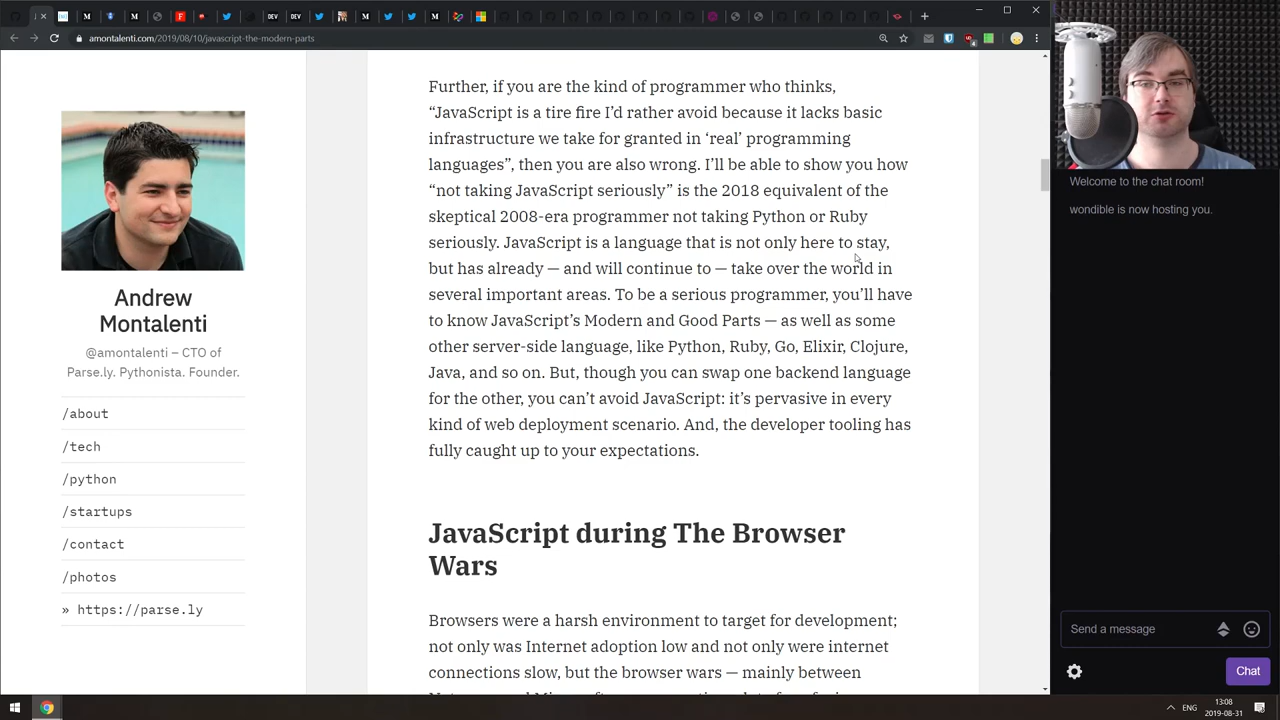 amontalenti.com/2019/08/10/javascript-the-modern-parts
Andrew
Montalenti
@amontalenti – CTO of
Parse.ly. Pythonista. Founder.
/about
/tech
/python
/startups
/contact
/photos
» https://parse.ly
Further, if you are the kind of programmer who thinks,
“JavaScript is a tire fire I’d rather avoid because it lacks basic
infrastructure we take for granted in ‘real’ programming
languages”, then you are also wrong. I’ll be able to show you how
“not taking JavaScript seriously” is the 2018 equivalent of the
skeptical 2008-era programmer not taking Python or Ruby
seriously. JavaScript is a language that is not only here to stay,
but has already — and will continue to — take over the world in
several important areas. To be a serious programmer, you’ll have
to know JavaScript’s Modern and Good Parts — as well as some
other server-side language, like Python, Ruby, Go, Elixir, Clojure,
Java, and so on. But, though you can swap one backend language
for the other, you can’t avoid JavaScript: it’s pervasive in every
kind of web deployment scenario. And, the developer tooling has
fully caught up to your expectations.
JavaScript during The Browser
Wars
Browsers were a harsh environment to target for development;
not only was Internet adoption low and not only were internet
connections slow, but the browser wars — mainly between
Welcome to the chat room!
wondible is now hosting you.
Send a message
Chat
ENG
13:08
2019-08-31